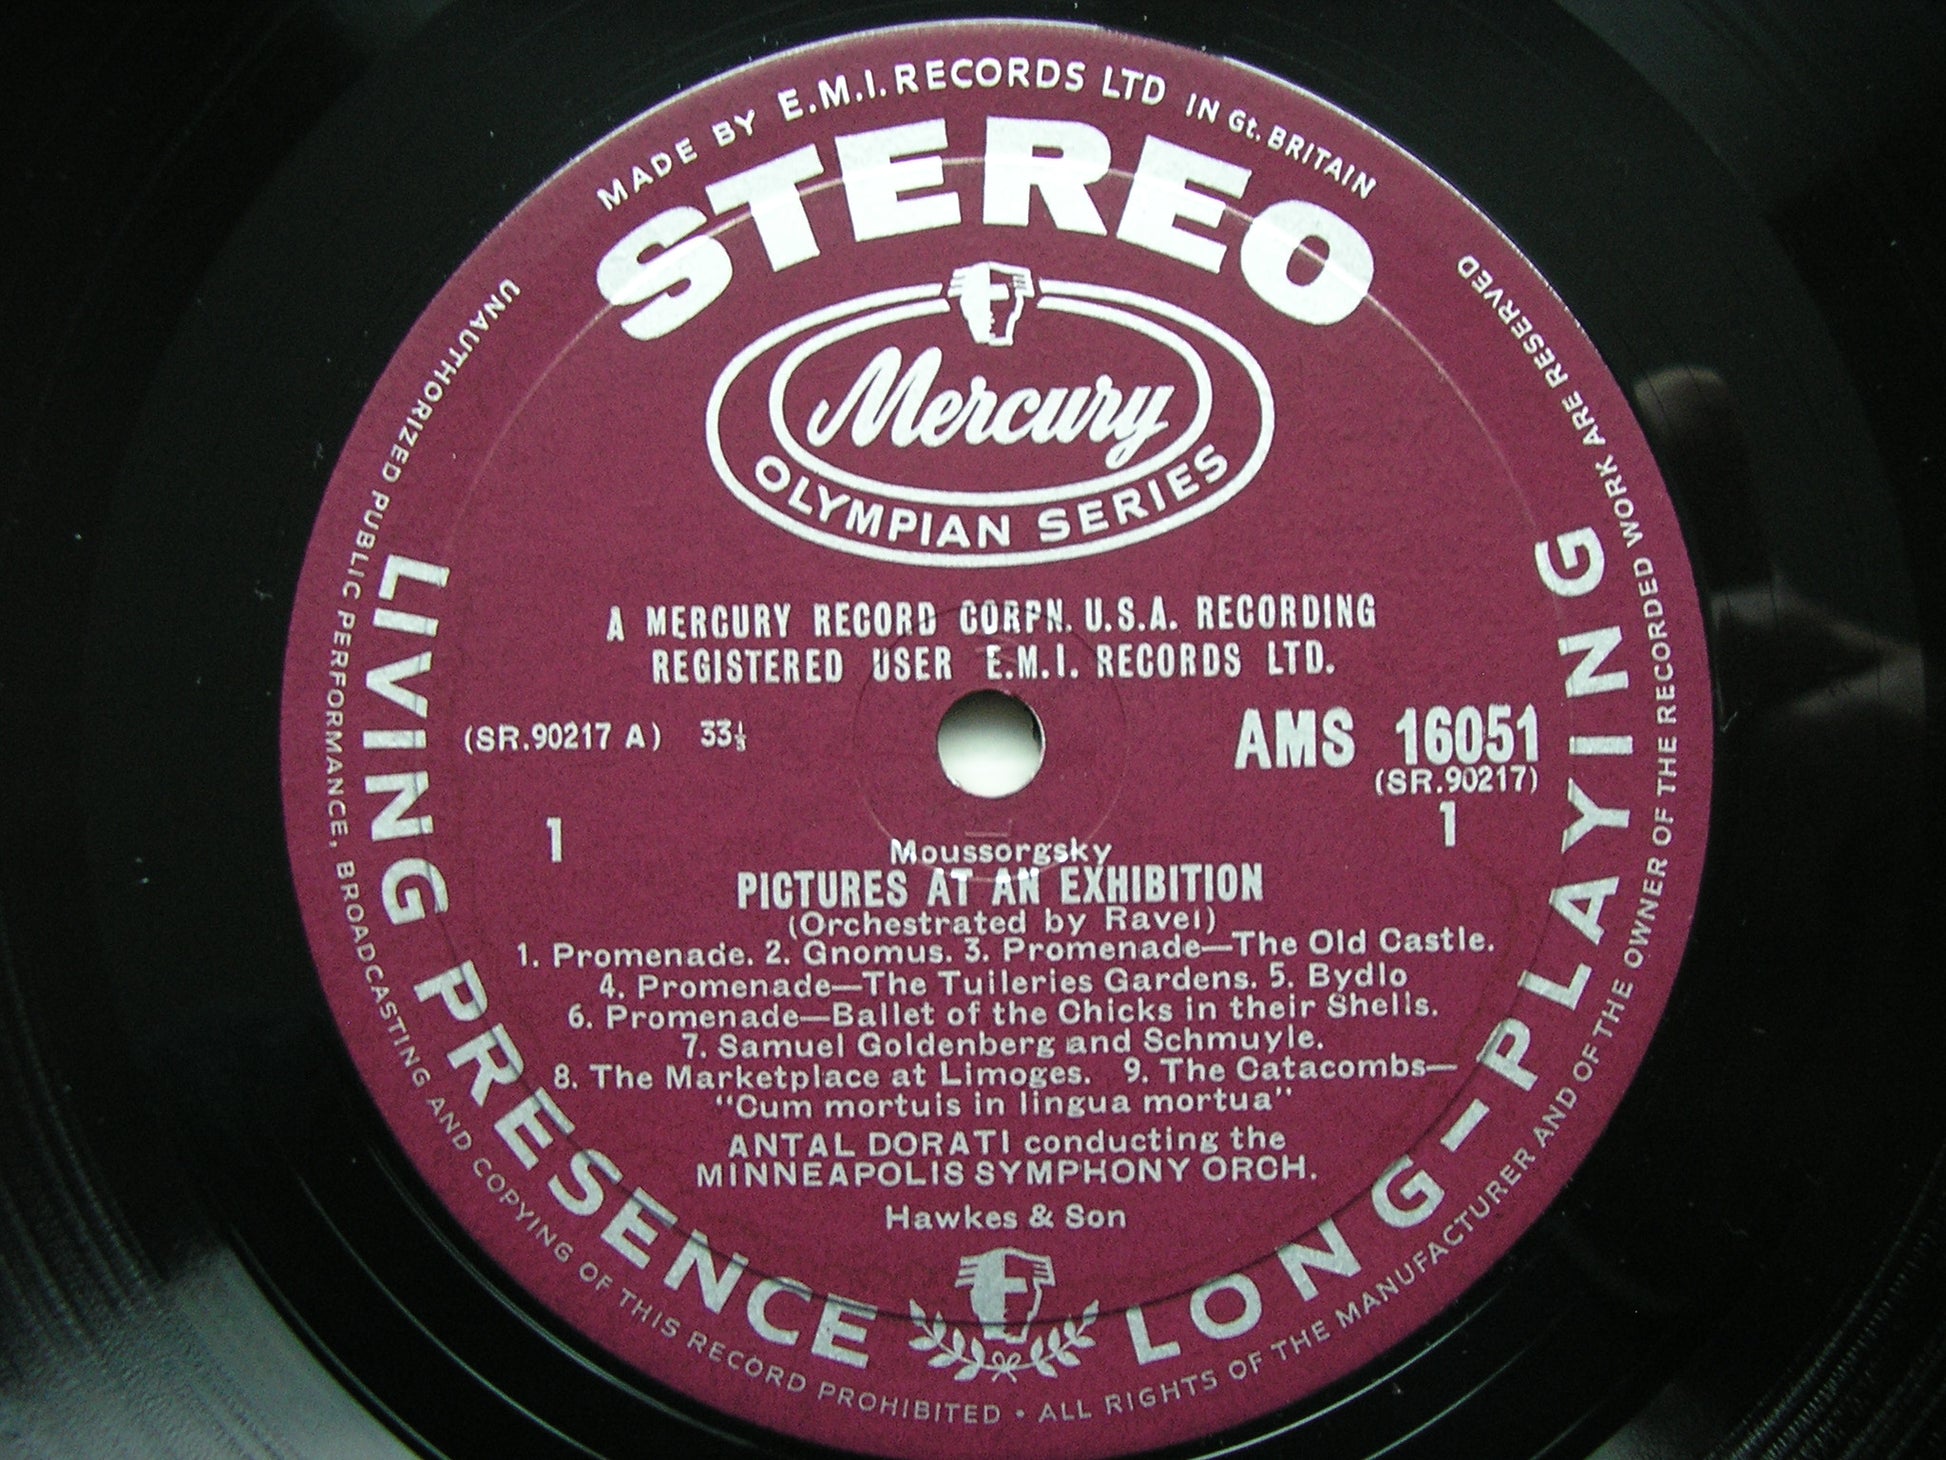 MADE BY E.M.I. RECORDS LTD IN Gt. BRITAIN
STEREO
Mercury
OLYMPIAN SERIES
A MERCURY RECORD CORPN. U.S.A. RECORDING
REGISTERED USER E.M.I. RECORDS LTD.
(SR.90217 A) 33⅓
AMS 16051
(SR.90217)
1
1
Moussorgsky
PICTURES AT AN EXHIBITION
(Orchestrated by Ravel)
1. Promenade. 2. Gnomus. 3. Promenade—The Old Castle.
4. Promenade—The Tuileries Gardens. 5. Bydlo
6. Promenade—Ballet of the Chicks in their Shells.
7. Samuel Goldenberg and Schmuyle.
8. The Marketplace at Limoges. 9. The Catacombs—
"Cum mortuis in lingua mortua"
ANTAL DORATI conducting the
MINNEAPOLIS SYMPHONY ORCH.
Hawkes & Son
LIVING PRESENCE
LONG-PLAYING
UNAUTHORIZED PUBLIC PERFORMANCE, BROADCASTING AND COPYING OF THIS RECORD PROHIBITED • ALL RIGHTS OF THE MANUFACTURER AND OF THE OWNER OF THE RECORDED WORK ARE RESERVED